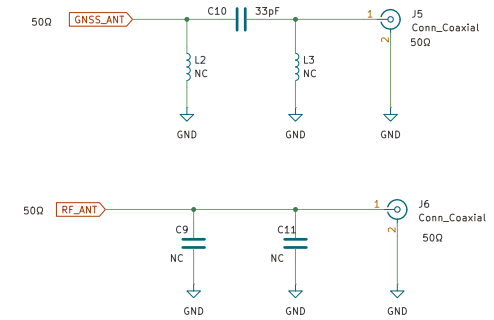 C10 33pF
50Ω GNSS_ANT 1 J5
Conn_Coaxial
50Ω
2
L2 L3
NC NC
GND GND GND
50Ω RF_ANT 1 J6
Conn_Coaxial
C9 C11 2
50Ω
NC NC
GND GND GND